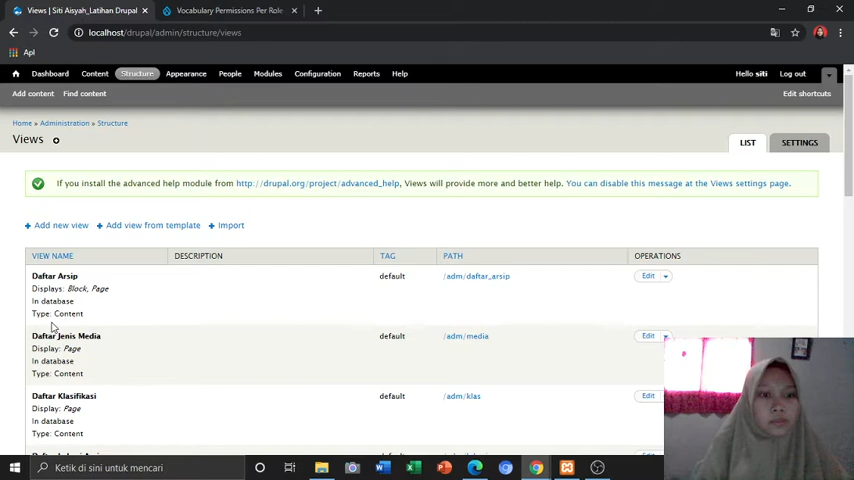 Views | Siti Aisyah_Latihan Drupal
Vocabulary Permissions Per Role
localhost/drupal/admin/structure/views
Apl
Dashboard Content Structure Appearance People Modules Configuration Reports Help
Hello siti Log out
Add content Find content
Edit shortcuts
Home » Administration » Structure
Views
LIST SETTINGS
If you install the advanced help module from http://drupal.org/project/advanced_help, Views will provide more and better help. You can disable this message at the Views settings page.
+ Add new view + Add view from template + Import
VIEW NAME DESCRIPTION TAG PATH OPERATIONS
Daftar Arsip default /adm/daftar_arsip Edit
Displays: Block, Page
In database
Type: Content
Daftar Jenis Media default /adm/media Edit
Display: Page
In database
Type: Content
Daftar Klasifikasi default /adm/klas Edit
Display: Page
In database
Type: Content
Ketik di sini untuk mencari